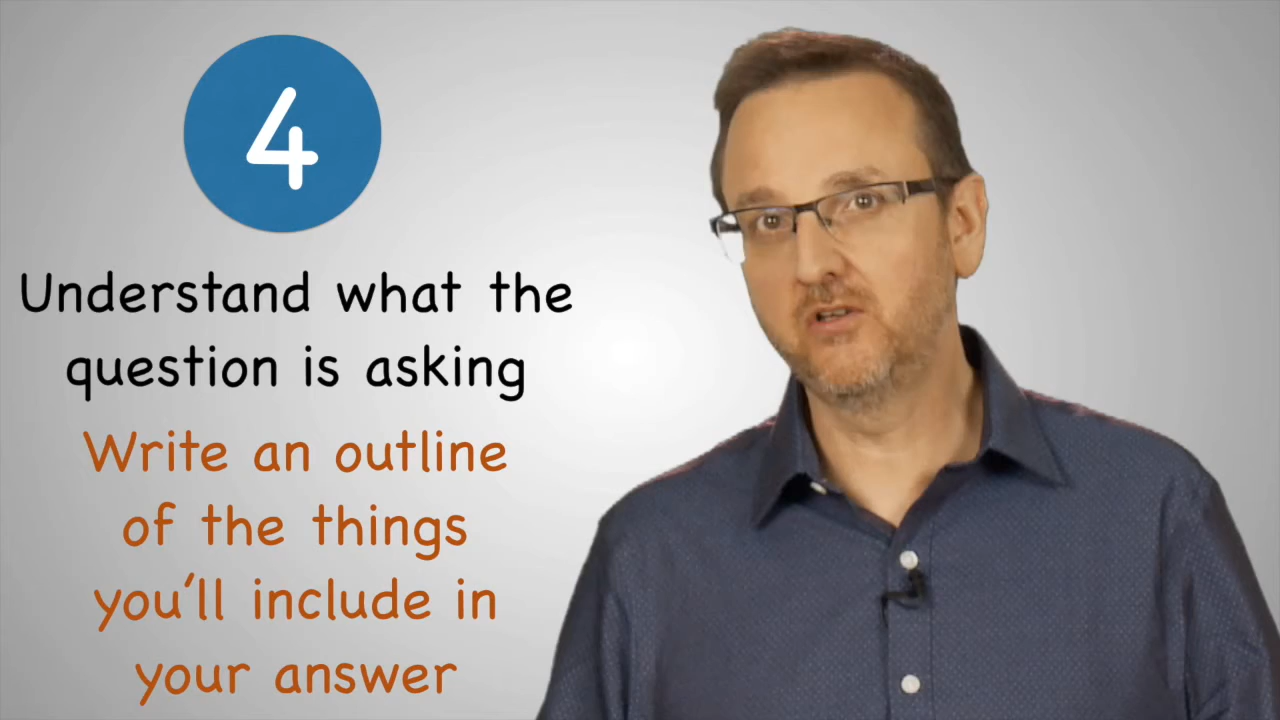 4
Understand what the
question is asking
Write an outline
of the things
you'll include in
your answer